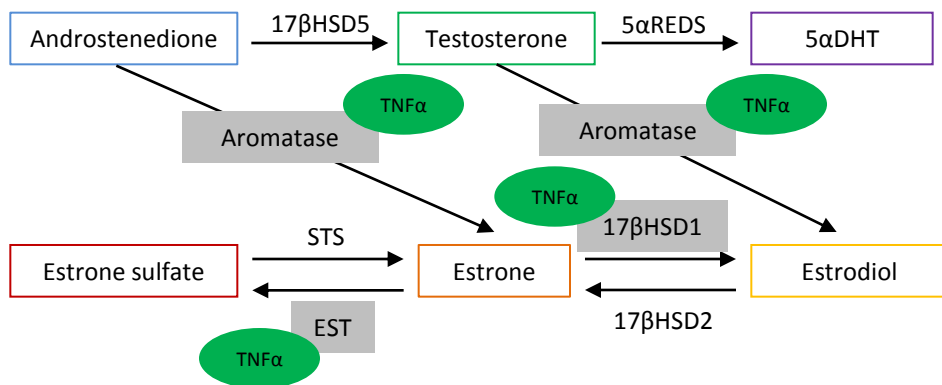 Androstenedione
17βHSD5
Testosterone
5αREDS
5αDHT
TNFα
TNFα
Aromatase
Aromatase
TNFα
17βHSD1
STS
Estrone sulfate
Estrone
Estrodiol
EST
17βHSD2
TNFα